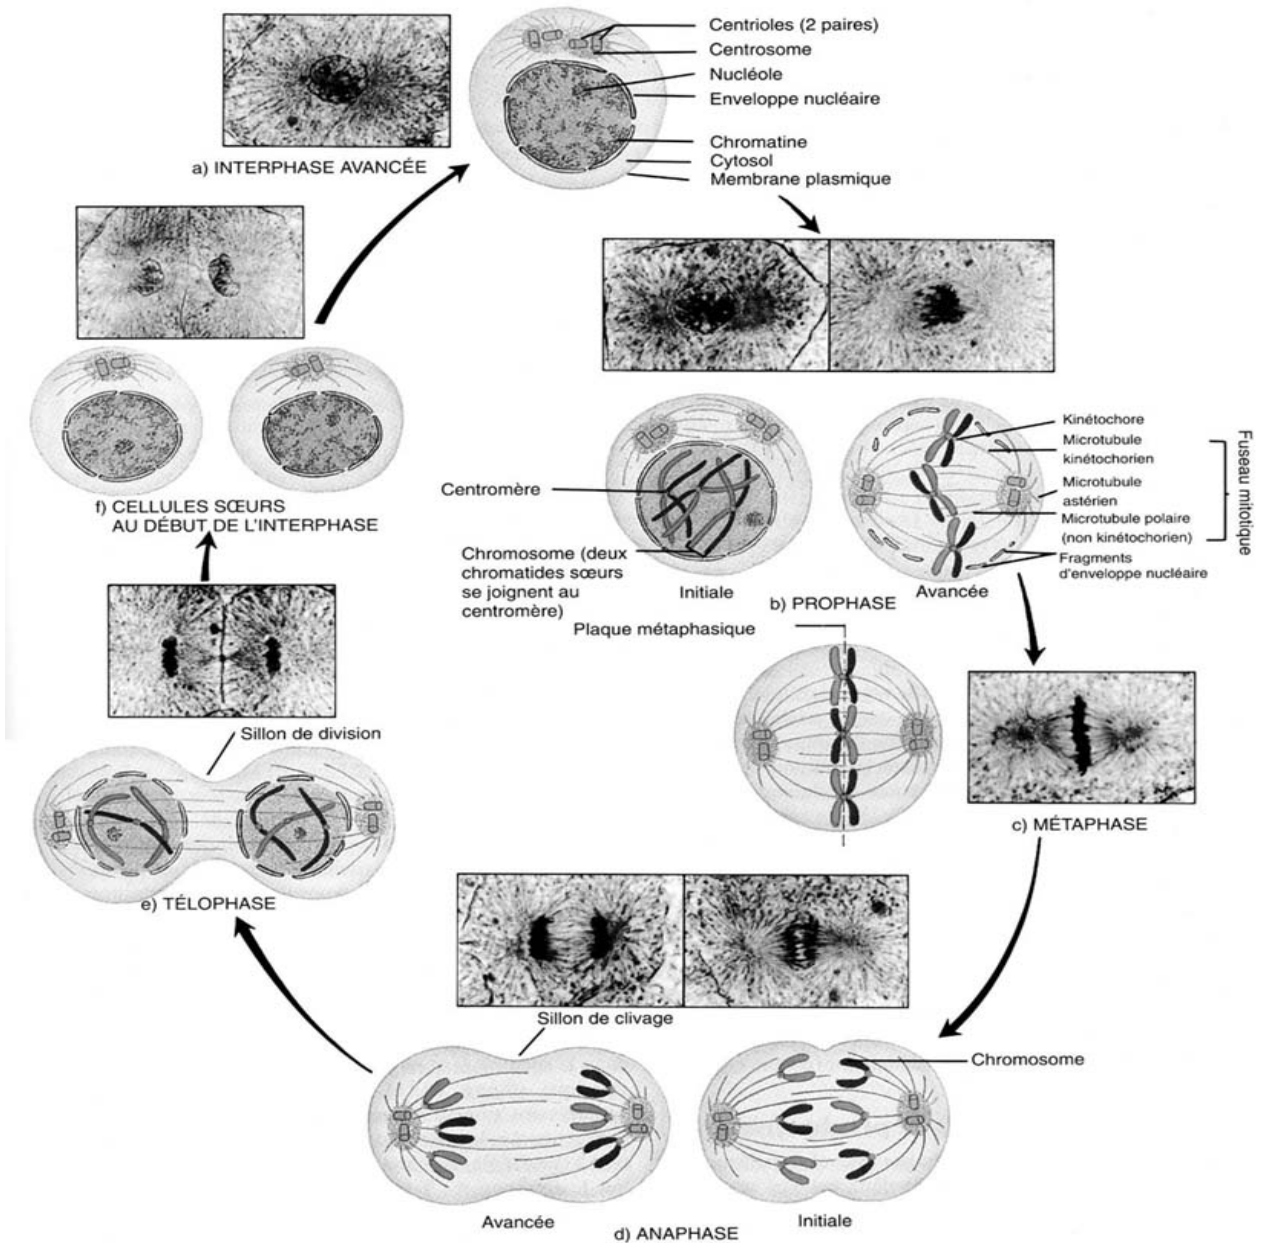 Centrioles (2 paires)
Centrosome
Nucléole
Enveloppe nucléaire
Chromatine
Cytosol
Membrane plasmique
a) INTERPHASE AVANCÉE
Kinétochore
Microtubule
kinétochorien
Microtubule
astérien
Microtubule polaire
(non kinétochorien)
Fragments
d'enveloppe nucléaire
Fuseau mitotique
Centromère
Chromosome (deux
chromatides sœurs
se joignent au
centromère)
Initiale
Avancée
b) PROPHASE
Plaque métaphasique
c) MÉTAPHASE
Chromosome
Sillon de clivage
Avancée
Initiale
d) ANAPHASE
Sillon de division
e) TÉLOPHASE
f) CELLULES SŒURS
AU DÉBUT DE L'INTERPHASE